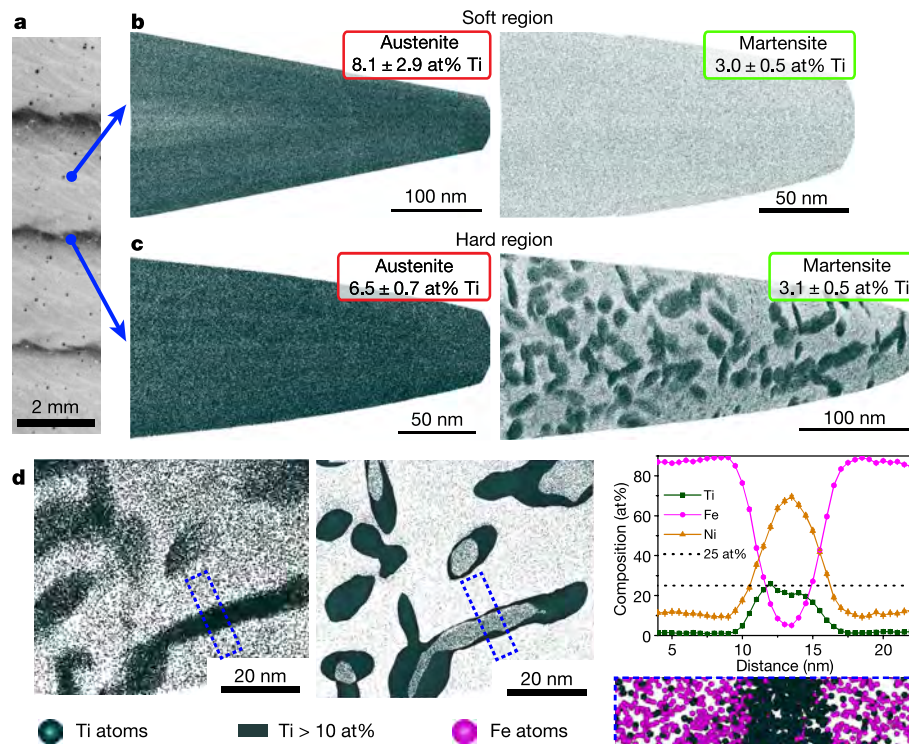 a
b
Soft region
Austenite
8.1 ± 2.9 at% Ti
Martensite
3.0 ± 0.5 at% Ti
100 nm
50 nm
c
Hard region
Austenite
6.5 ± 0.7 at% Ti
Martensite
3.1 ± 0.5 at% Ti
2 mm
50 nm
100 nm
d
20 nm
20 nm
Composition (at%)
80
60
40
20
0
Ti
Fe
Ni
25 at%
5
10
15
20
Distance (nm)
Ti atoms
Ti > 10 at%
Fe atoms